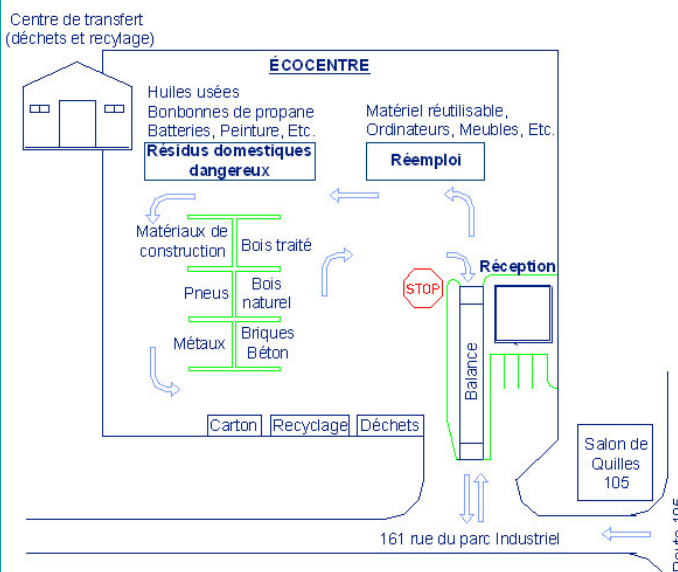 Centre de transfert
(déchets et recylage)
ÉCOCENTRE
Huiles usées
Bonbonnes de propane
Batteries, Peinture, Etc.
Résidus domestiques
dangereux
Matériel réutilisable,
Ordinateurs, Meubles, Etc.
Réemploi
Matériaux de
construction
Bois traité
Pneus
Bois
naturel
Métaux
Briques
Béton
STOP
Réception
Balance
Carton
Recyclage
Déchets
Salon de
Quilles
105
161 rue du parc Industriel
Route 105